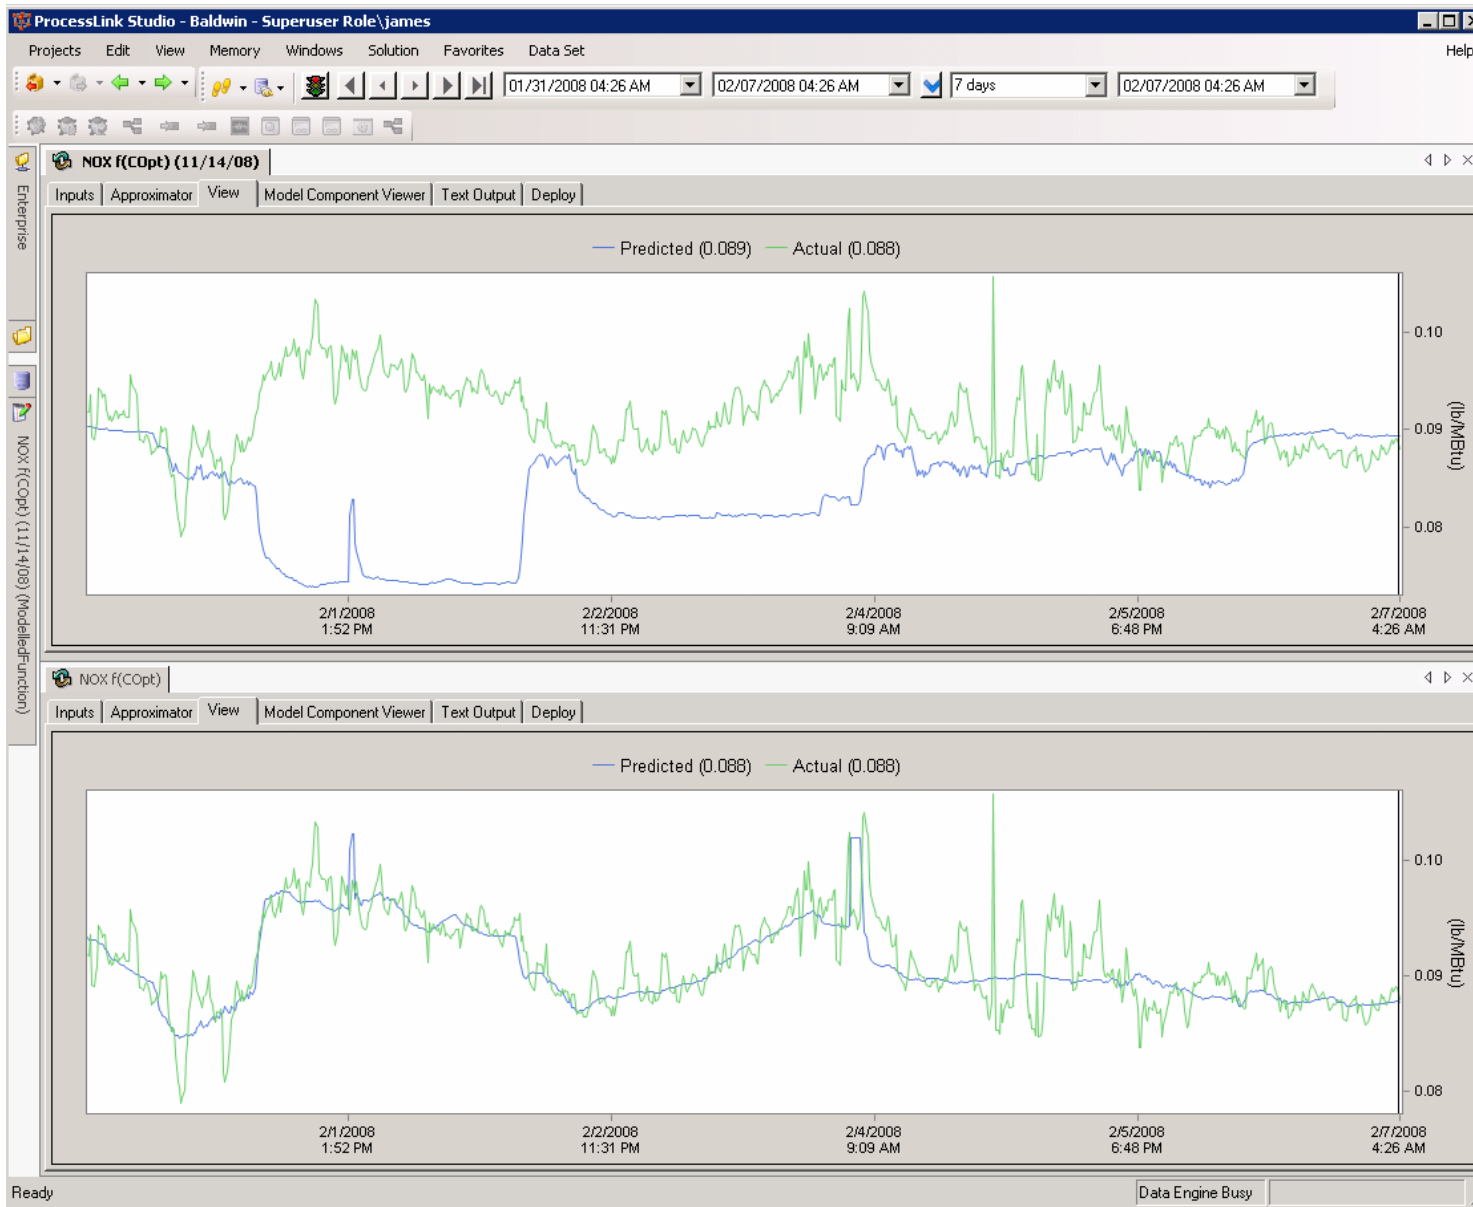 ProcessLink Studio - Baldwin - Superuser Role\james
Projects Edit View Memory Windows Solution Favorites Data Set Help
01/31/2008 04:26 AM 02/07/2008 04:26 AM 7 days 02/07/2008 04:26 AM
Enterprise
NOX f(COpt) (11/14/08) (ModelledFunction)
NOX f(COpt) (11/14/08)
Inputs Approximator View Model Component Viewer Text Output Deploy
Predicted (0.089) Actual (0.088)
0.10
0.09
0.08
(lb/MBtu)
2/1/2008 2/2/2008 2/4/2008 2/5/2008 2/7/2008
1:52 PM 11:31 PM 9:09 AM 6:48 PM 4:26 AM
NOX f(COpt)
Inputs Approximator View Model Component Viewer Text Output Deploy
Predicted (0.088) Actual (0.088)
0.10
0.09
0.08
(lb/MBtu)
2/1/2008 2/2/2008 2/4/2008 2/5/2008 2/7/2008
1:52 PM 11:31 PM 9:09 AM 6:48 PM 4:26 AM
Ready Data Engine Busy